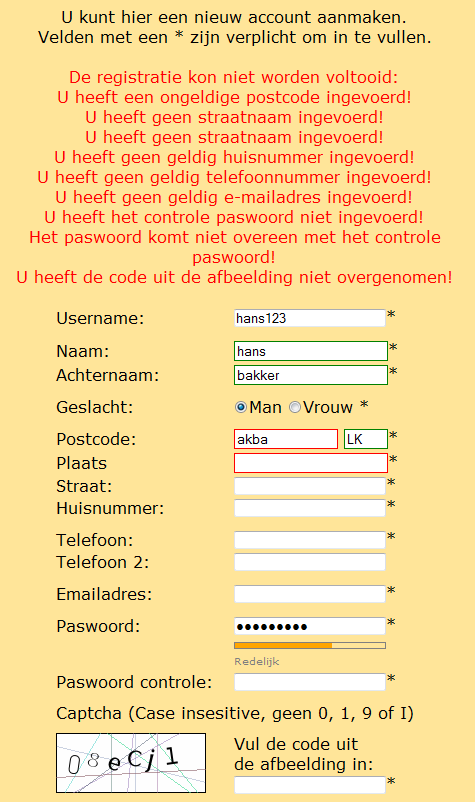 U kunt hier een nieuw account aanmaken.
Velden met een * zijn verplicht om in te vullen.
De registratie kon niet worden voltooid:
U heeft een ongeldige postcode ingevoerd!
U heeft geen straatnaam ingevoerd!
U heeft geen straatnaam ingevoerd!
U heeft geen geldig huisnummer ingevoerd!
U heeft geen geldig telefoonnummer ingevoerd!
U heeft geen geldig e-mailadres ingevoerd!
U heeft het controle paswoord niet ingevoerd!
Het paswoord komt niet overeen met het controle
paswoord!
U heeft de code uit de afbeelding niet overgenomen!
Username: hans123 *
Naam: hans *
Achternaam: bakker *
Geslacht: Man Vrouw *
Postcode: akba LK *
Plaats *
Straat: *
Huisnummer: *
Telefoon: *
Telefoon 2:
Emailadres: *
Paswoord: ●●●●●●●●● *
Redelijk
Paswoord controle: *
Captcha (Case insesitive, geen 0, 1, 9 of I)
08eCj1
Vul de code uit
de afbeelding in:
*